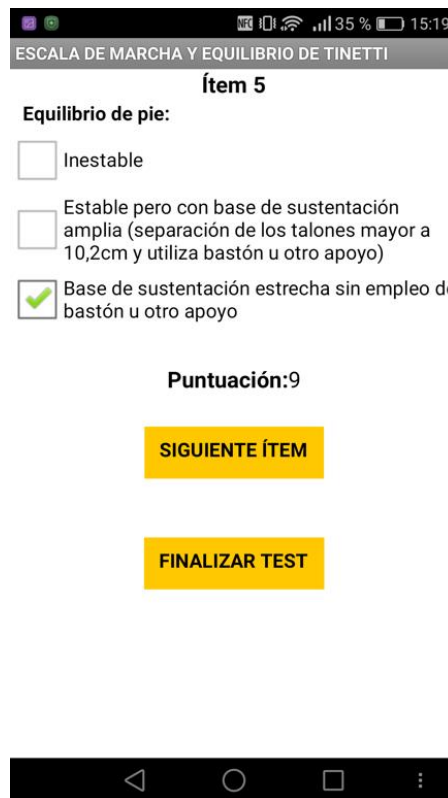 35 % 15:19
ESCALA DE MARCHA Y EQUILIBRIO DE TINETTI
Ítem 5
Equilibrio de pie:
Inestable
Estable pero con base de sustentación
amplia (separación de los talones mayor a
10,2cm y utiliza bastón u otro apoyo)
Base de sustentación estrecha sin empleo de
bastón u otro apoyo
Puntuación:9
SIGUIENTE ÍTEM
FINALIZAR TEST